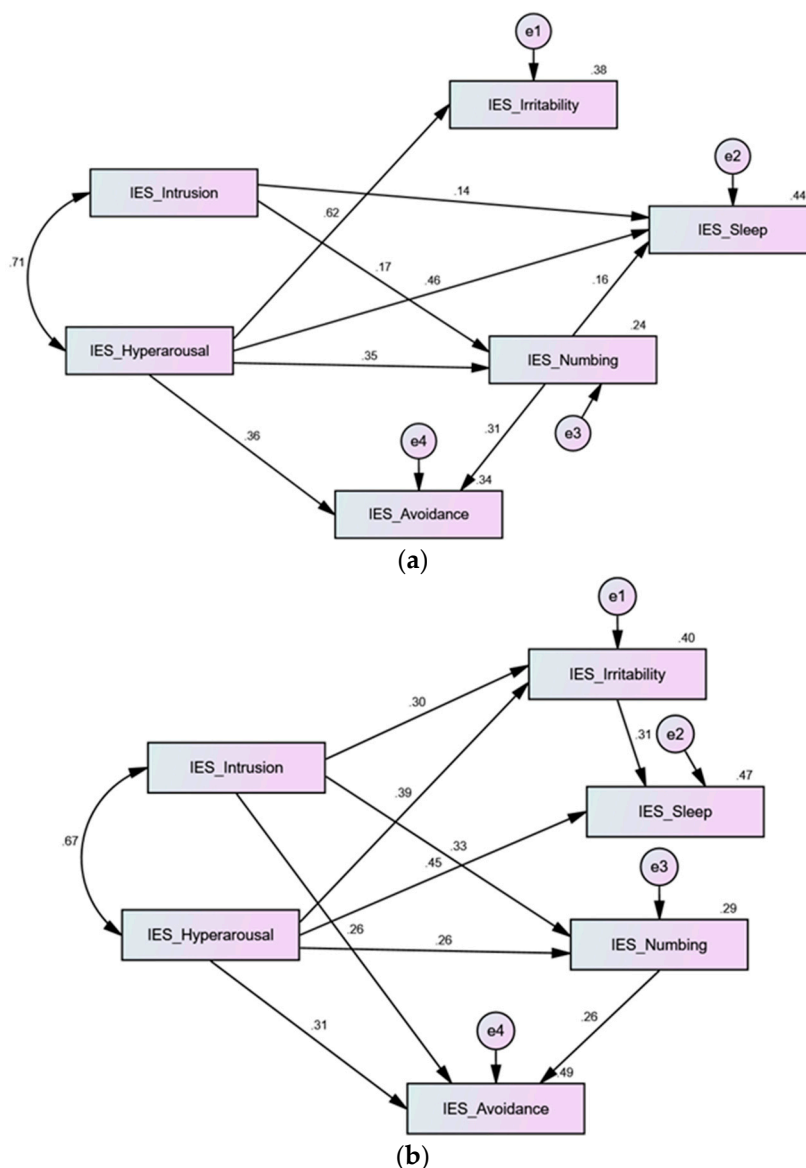 e1
.38
IES_Irritability
e2
.44
IES_Intrusion
.14
IES_Sleep
.62
.71
.17
.46
.16
.24
IES_Hyperarousal
.35
IES_Numbing
.36
.31
e3
e4
.34
IES_Avoidance
(a)
e1
.40
IES_Irritability
.30
.31
e2
.47
IES_Intrusion
.39
IES_Sleep
.67
.33
.45
e3
.29
IES_Hyperarousal
.26
.26
IES_Numbing
.31
.26
e4
.49
IES_Avoidance
(b)